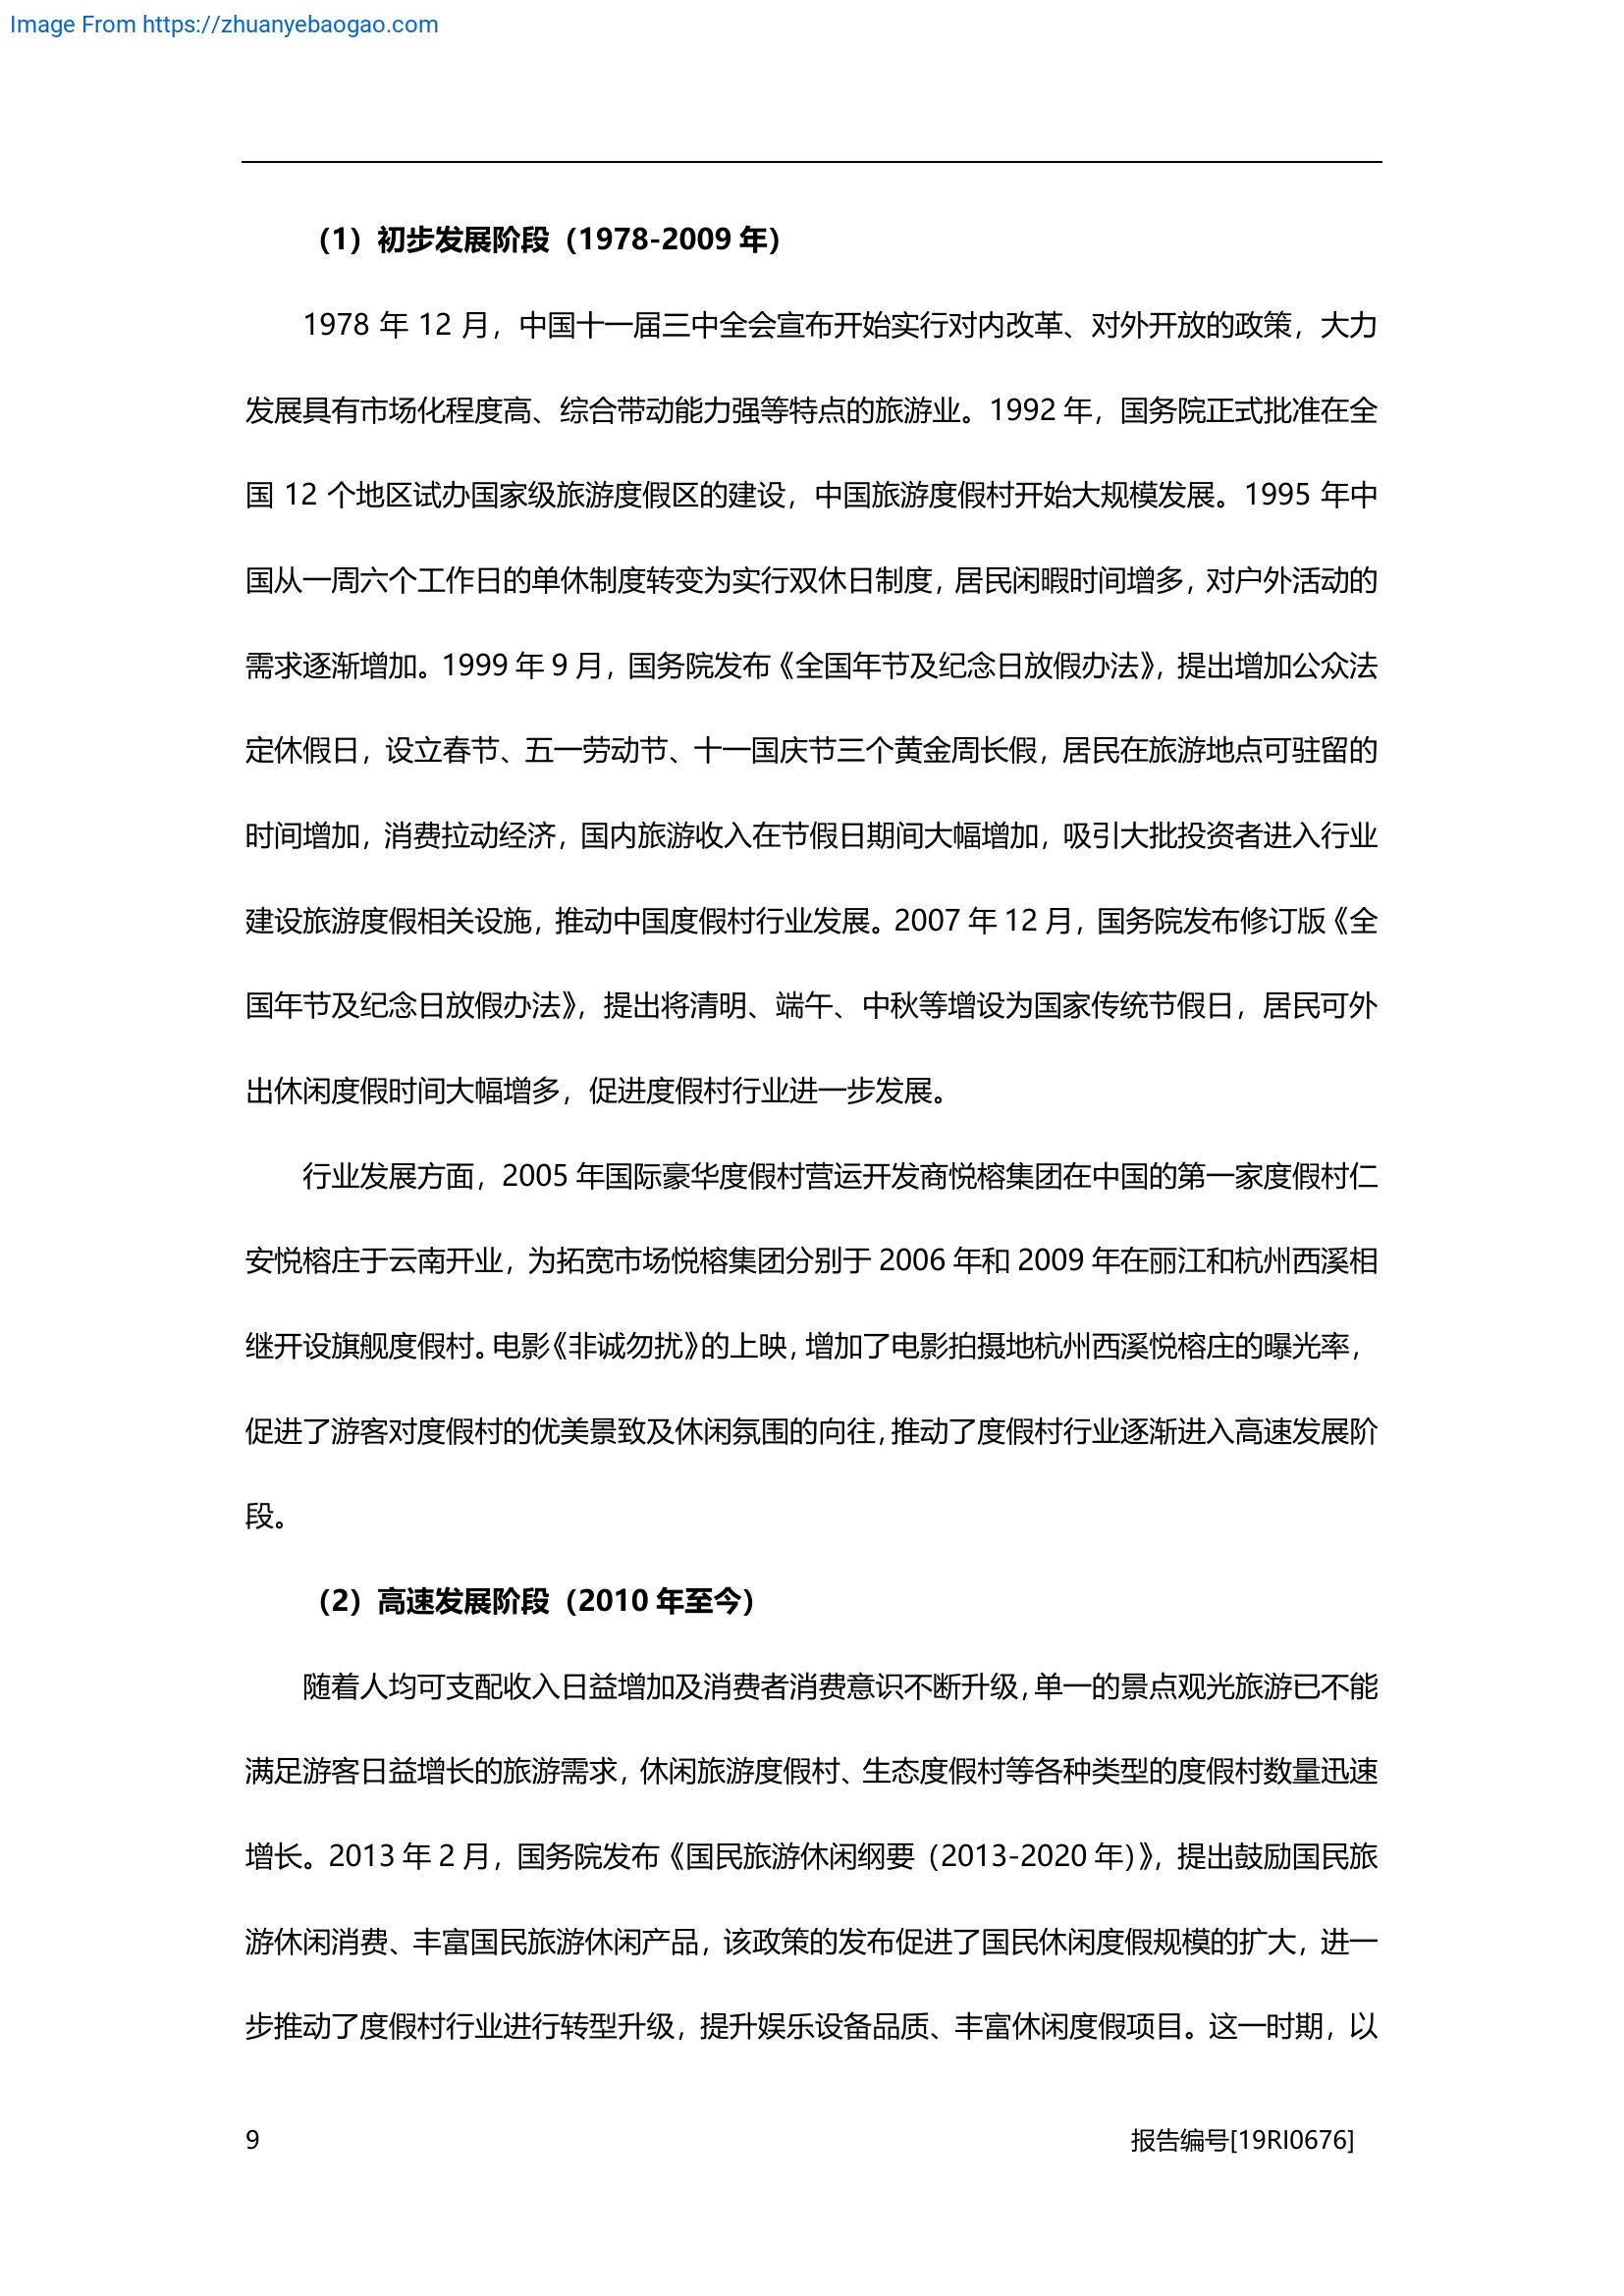 Image From https://zhuanyebaogao.com
（1）初步发展阶段（1978-2009 年）
1978 年 12 月，中国十一届三中全会宣布开始实行对内改革、对外开放的政策，大力
发展具有市场化程度高、综合带动能力强等特点的旅游业。1992 年，国务院正式批准在全
国 12 个地区试办国家级旅游度假区的建设，中国旅游度假村开始大规模发展。1995 年中
国从一周六个工作日的单休制度转变为实行双休日制度，居民闲暇时间增多，对户外活动的
需求逐渐增加。1999 年 9 月，国务院发布《全国年节及纪念日放假办法》，提出增加公众法
定休假日，设立春节、五一劳动节、十一国庆节三个黄金周长假，居民在旅游地点可驻留的
时间增加，消费拉动经济，国内旅游收入在节假日期间大幅增加，吸引大批投资者进入行业
建设旅游度假相关设施，推动中国度假村行业发展。2007 年 12 月，国务院发布修订版《全
国年节及纪念日放假办法》，提出将清明、端午、中秋等增设为国家传统节假日，居民可外
出休闲度假时间大幅增多，促进度假村行业进一步发展。
行业发展方面，2005 年国际豪华度假村营运开发商悦榕集团在中国的第一家度假村仁
安悦榕庄于云南开业，为拓宽市场悦榕集团分别于 2006 年和 2009 年在丽江和杭州西溪相
继开设旗舰度假村。电影《非诚勿扰》的上映，增加了电影拍摄地杭州西溪悦榕庄的曝光率，
促进了游客对度假村的优美景致及休闲氛围的向往，推动了度假村行业逐渐进入高速发展阶
段。
（2）高速发展阶段（2010 年至今）
随着人均可支配收入日益增加及消费者消费意识不断升级，单一的景点观光旅游已不能
满足游客日益增长的旅游需求，休闲旅游度假村、生态度假村等各种类型的度假村数量迅速
增长。2013 年 2 月，国务院发布《国民旅游休闲纲要（2013-2020 年）》，提出鼓励国民旅
游休闲消费、丰富国民旅游休闲产品，该政策的发布促进了国民休闲度假规模的扩大，进一
步推动了度假村行业进行转型升级，提升娱乐设备品质、丰富休闲度假项目。这一时期，以
9
报告编号[19RI0676]